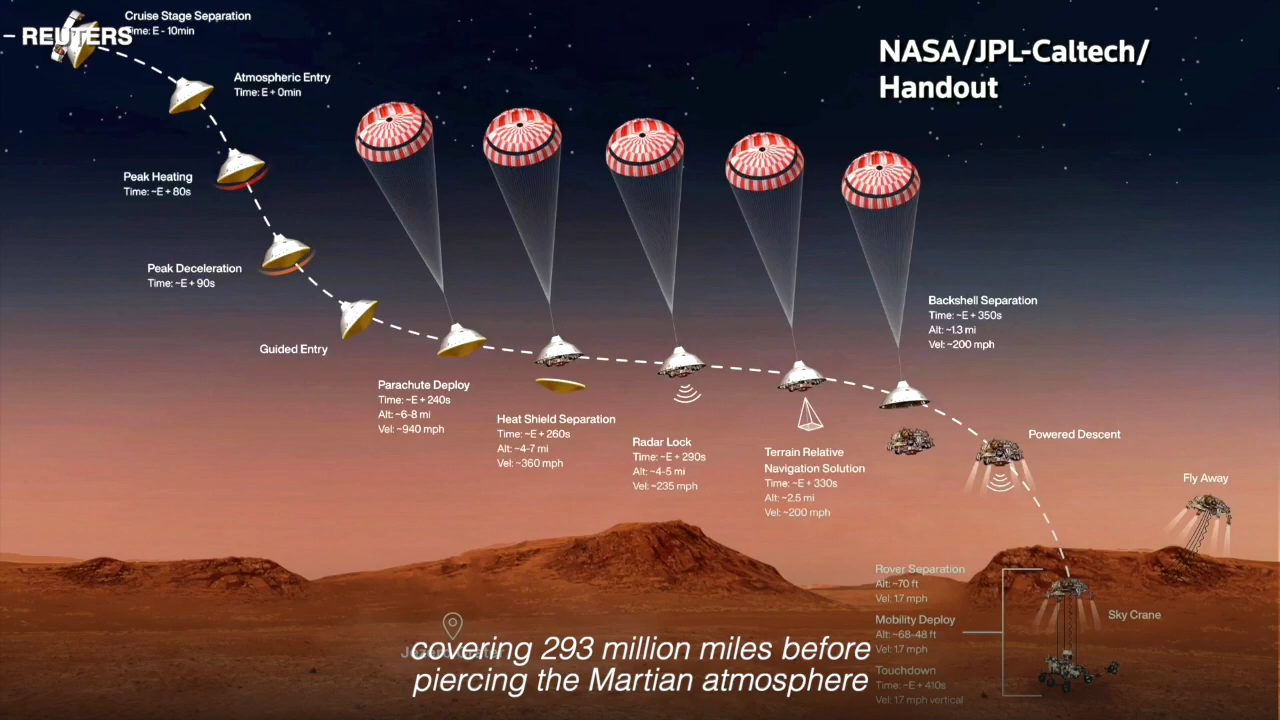 REUTERS
Cruise Stage Separation
Time: E - 10min
NASA/JPL-Caltech/
Handout
Atmospheric Entry
Time: E + 0min
Peak Heating
Time: ~E + 80s
Peak Deceleration
Time: ~E + 90s
Guided Entry
Parachute Deploy
Time: ~E + 240s
Alt: ~6-8 mi
Vel: ~940 mph
Heat Shield Separation
Time: ~E + 260s
Alt: ~4-7 mi
Vel: ~360 mph
Radar Lock
Time: ~E + 290s
Alt: ~4-5 mi
Vel: ~235 mph
Terrain Relative
Navigation Solution
Time: ~E + 330s
Alt: ~2.5 mi
Vel: ~200 mph
Backshell Separation
Time: ~E + 350s
Alt: ~1.3 mi
Vel: ~200 mph
Powered Descent
Fly Away
Rover Separation
Alt: ~70 ft
Vel: 1.7 mph
Mobility Deploy
Alt: ~68-48 ft
Vel: 1.7 mph
Touchdown
Time: ~E + 410s
Vel: 1.7 mph vertical
Sky Crane
covering 293 million miles before
piercing the Martian atmosphere